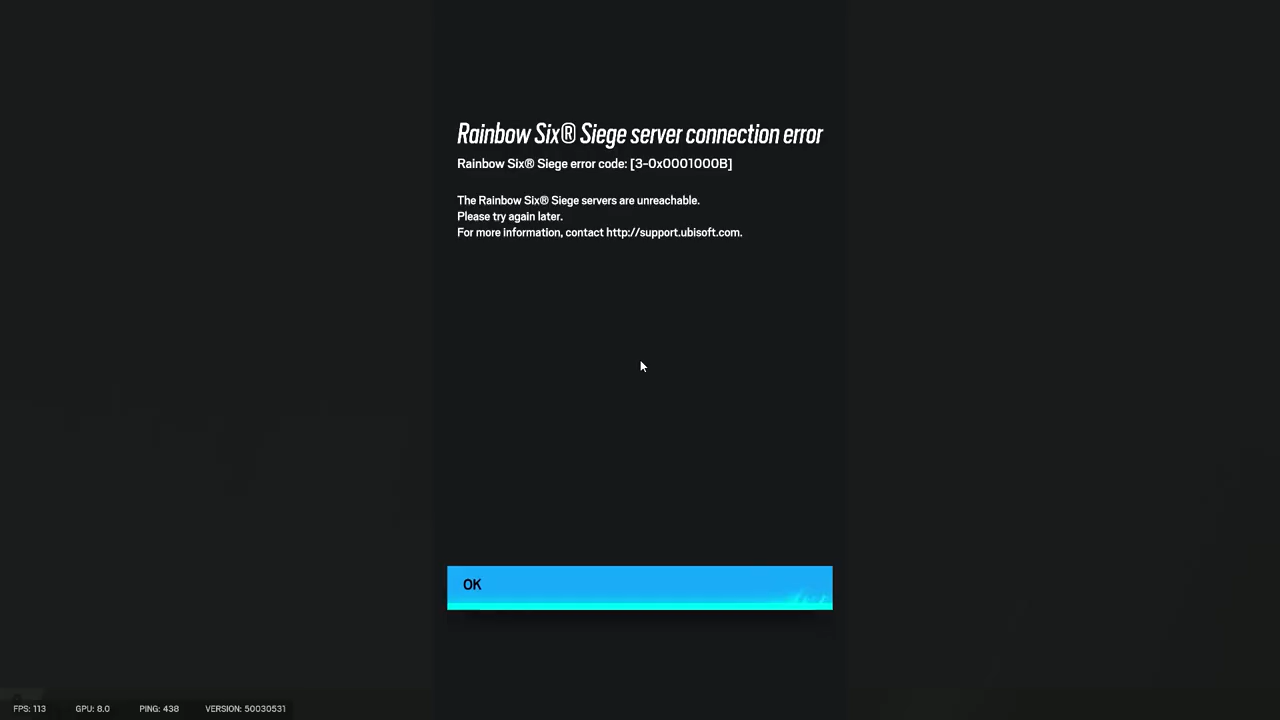 Rainbow Six® Siege server connection error
Rainbow Six® Siege error code: [3-0x0001000B]
The Rainbow Six® Siege servers are unreachable.
Please try again later.
For more information, contact http://support.ubisoft.com.
OK
FPS: 113 GPU: 8.0 PING: 438 VERSION: 50030531